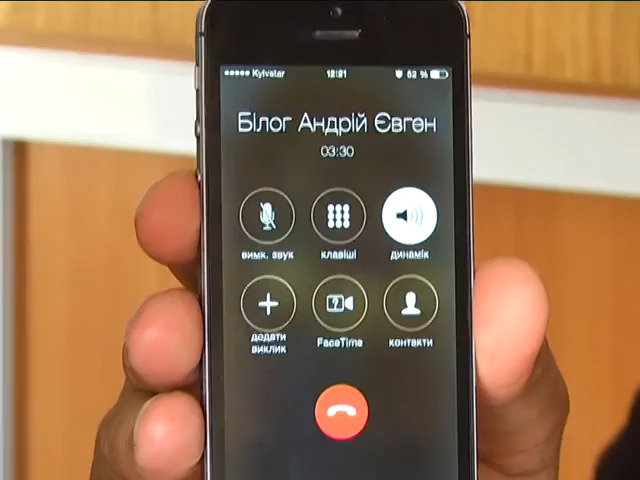 Kyivstar 12:21 52 %
Білог Андрій Євген
03:30
вимк. звук клавіші динамік
додати виклик FaceTime контакти